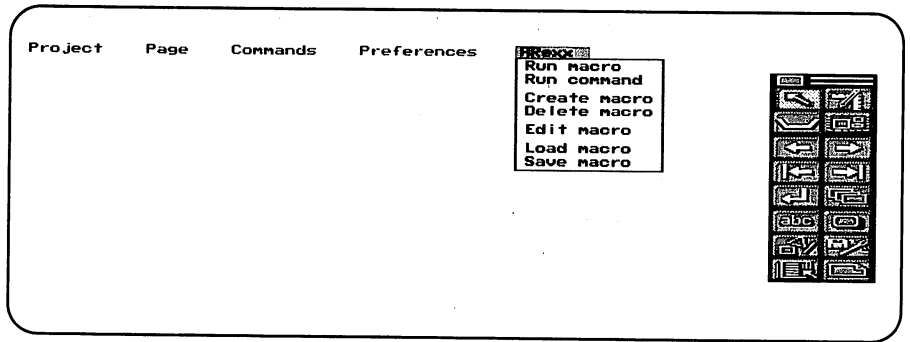 Project Page Commands Preferences ARexx
Run macro
Run command
Create macro
Delete macro
Edit macro
Load macro
Save macro
abc